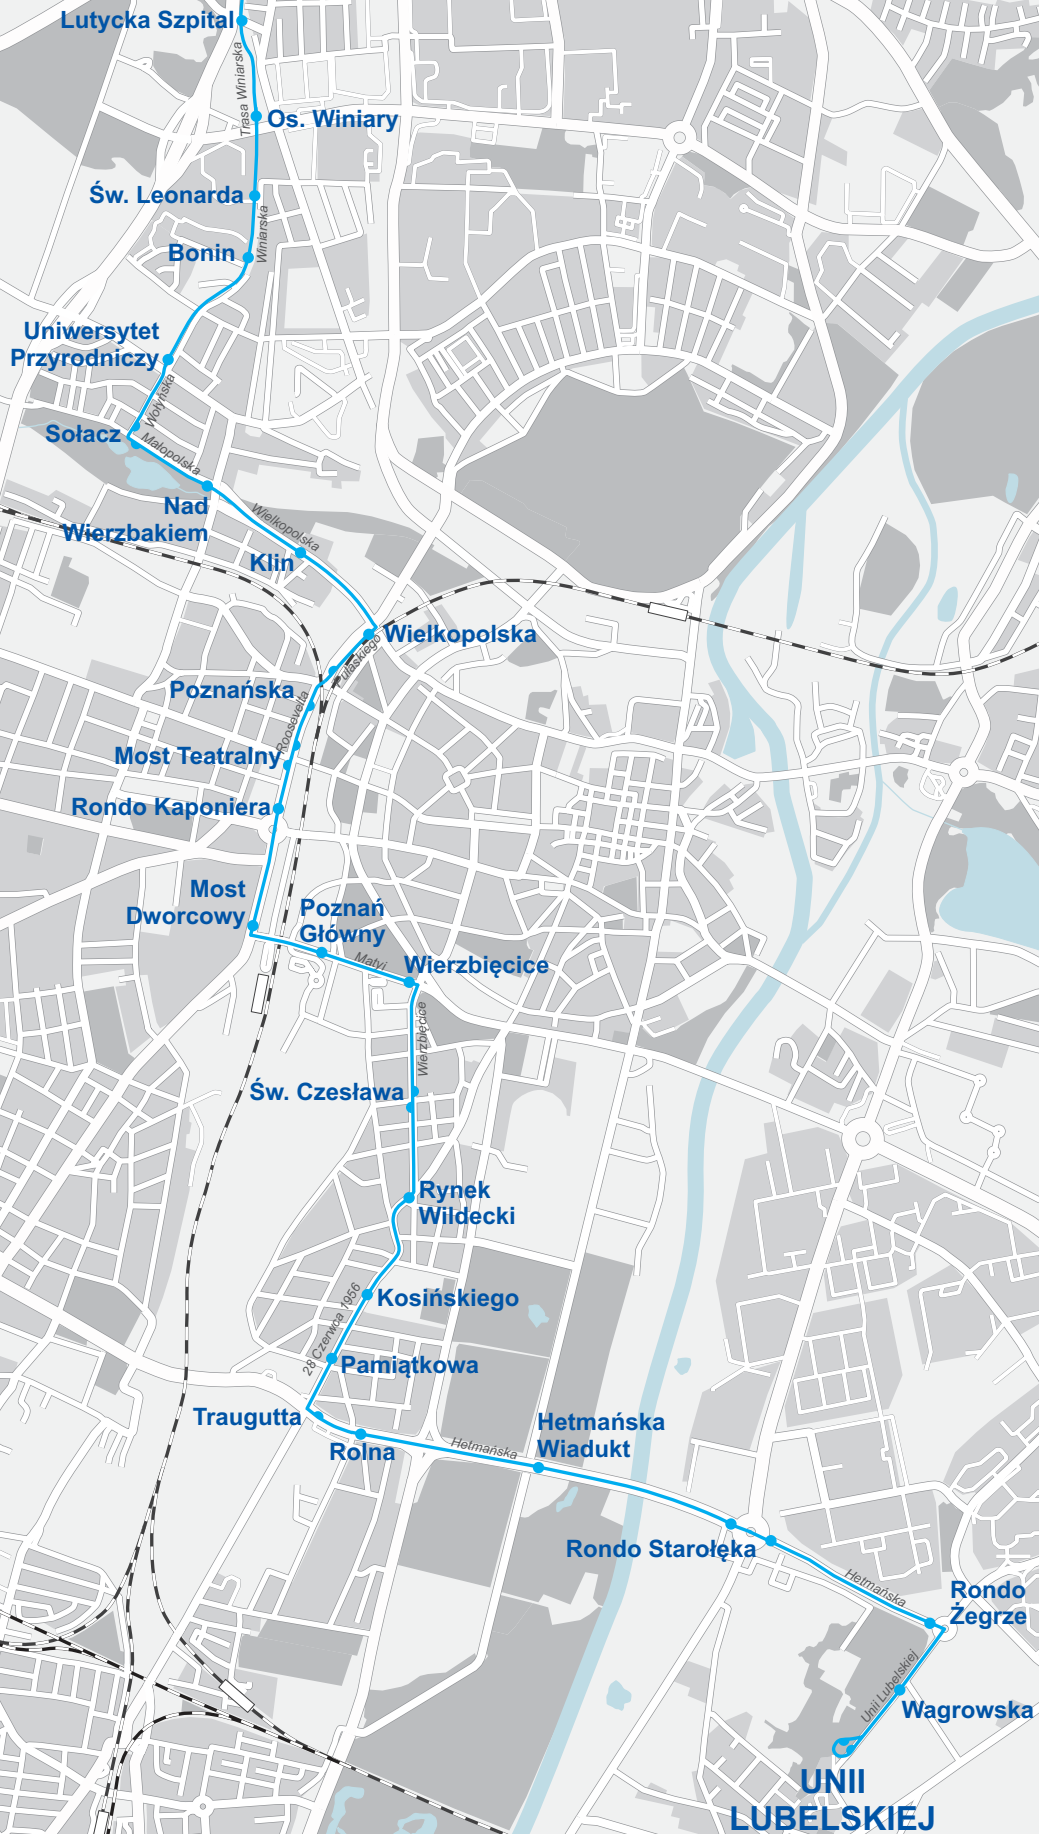 Lutycka Szpital
Trasa Winiarska
Os. Winiary
Św. Leonarda
Winiarska
Bonin
Uniwersytet
Przyrodniczy
Wołyńska
Sołacz
Małopolska
Nad
Wierzbakiem
Wielkopolska
Klin
Wielkopolska
Pułaskiego
Poznańska
Roosevelta
Most Teatralny
Rondo Kaponiera
Most
Dworcowy
Poznań
Główny
Matyi
Wierzbięcice
Wierzbięcice
Św. Czesława
Rynek
Wildecki
Kosińskiego
28 Czerwca 1956
Pamiątkowa
Traugutta
Rolna
Hetmańska
Hetmańska
Wiadukt
Rondo Starołęka
Hetmańska
Rondo
Żegrze
Unii Lubelskiej
Wagrowska
UNII
LUBELSKIEJ